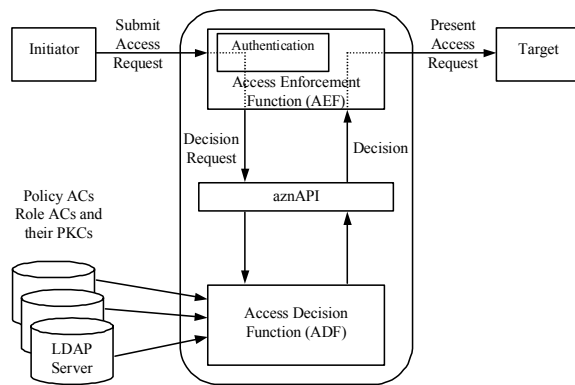 Submit
Access
Request
Initiator
Authentication
Access Enforcement
Function (AEF)
Present
Access
Request
Target
Decision
Request
Decision
aznAPI
Policy ACs
Role ACs and
their PKCs
Access Decision
Function (ADF)
LDAP
Server